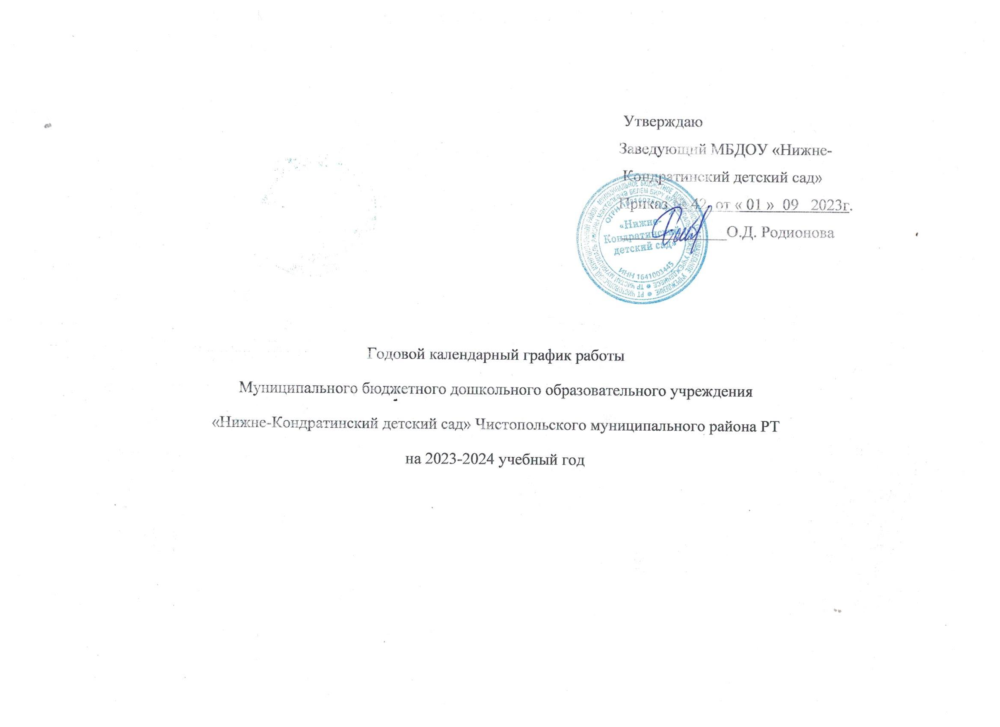 Утверждаю
Заведующий МБДОУ «Нижне-
Кондратинский детский сад»
Приказ № 42 от « 01 » 09 2023г.
О.Д. Родионова
«Нижне-
Кондратинский
детский сад»
ИНН 1641003445
Годовой календарный график работы
Муниципального бюджетного дошкольного образовательного учреждения
«Нижне-Кондратинский детский сад» Чистопольского муниципального района РТ
на 2023-2024 учебный год